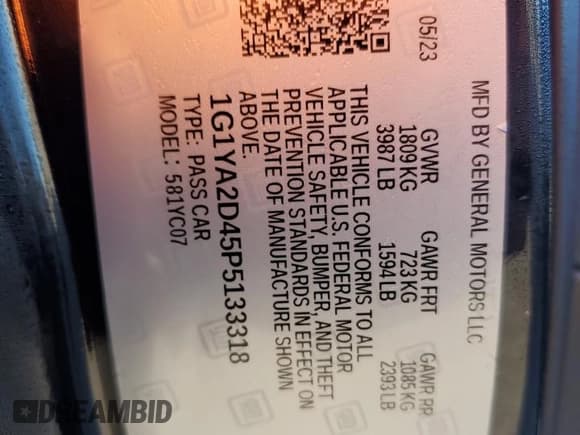 MFD BY GENERAL MOTORS LLC
05/23
GVWR GAWR FRT GAWR RR
1809 KG 723 KG 1085 KG
3987 LB 1594 LB 2393 LB
THIS VEHICLE CONFORMS TO ALL
APPLICABLE U.S. FEDERAL MOTOR
VEHICLE SAFETY, BUMPER, AND THEFT
PREVENTION STANDARDS IN EFFECT ON
THE DATE OF MANUFACTURE SHOWN
ABOVE.
1G1YA2D45P5133318
TYPE: PASS CAR
MODEL: 581YC07
DREAMBID